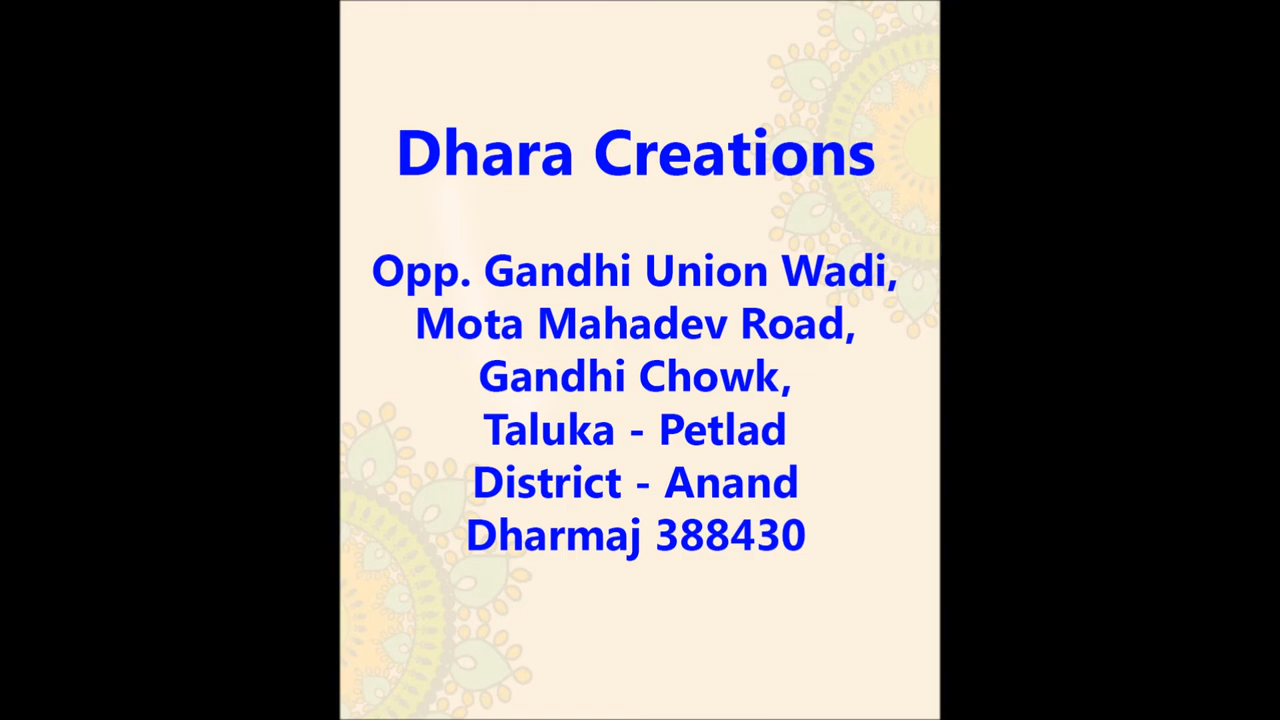 Dhara Creations
Opp. Gandhi Union Wadi,
Mota Mahadev Road,
Gandhi Chowk,
Taluka - Petlad
District - Anand
Dharmaj 388430